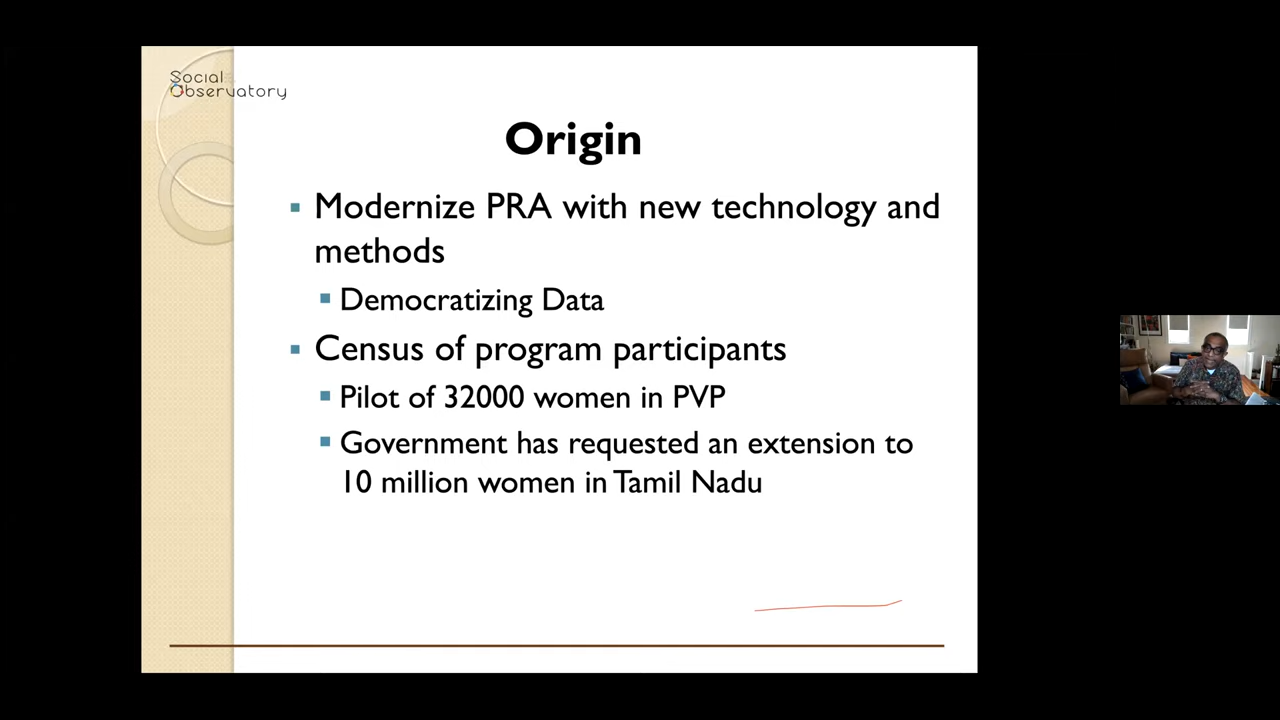 Social
Observatory
Origin
Modernize PRA with new technology and
methods
Democratizing Data
Census of program participants
Pilot of 32000 women in PVP
Government has requested an extension to
10 million women in Tamil Nadu